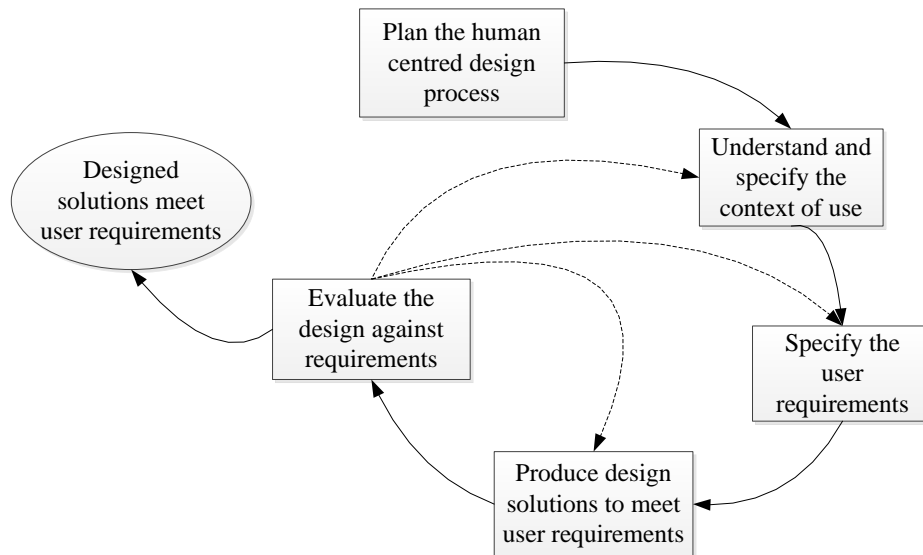 Plan the human
centred design
process
Understand and
specify the
context of use
Designed
solutions meet
user requirements
Evaluate the
design against
requirements
Specify the
user
requirements
Produce design
solutions to meet
user requirements